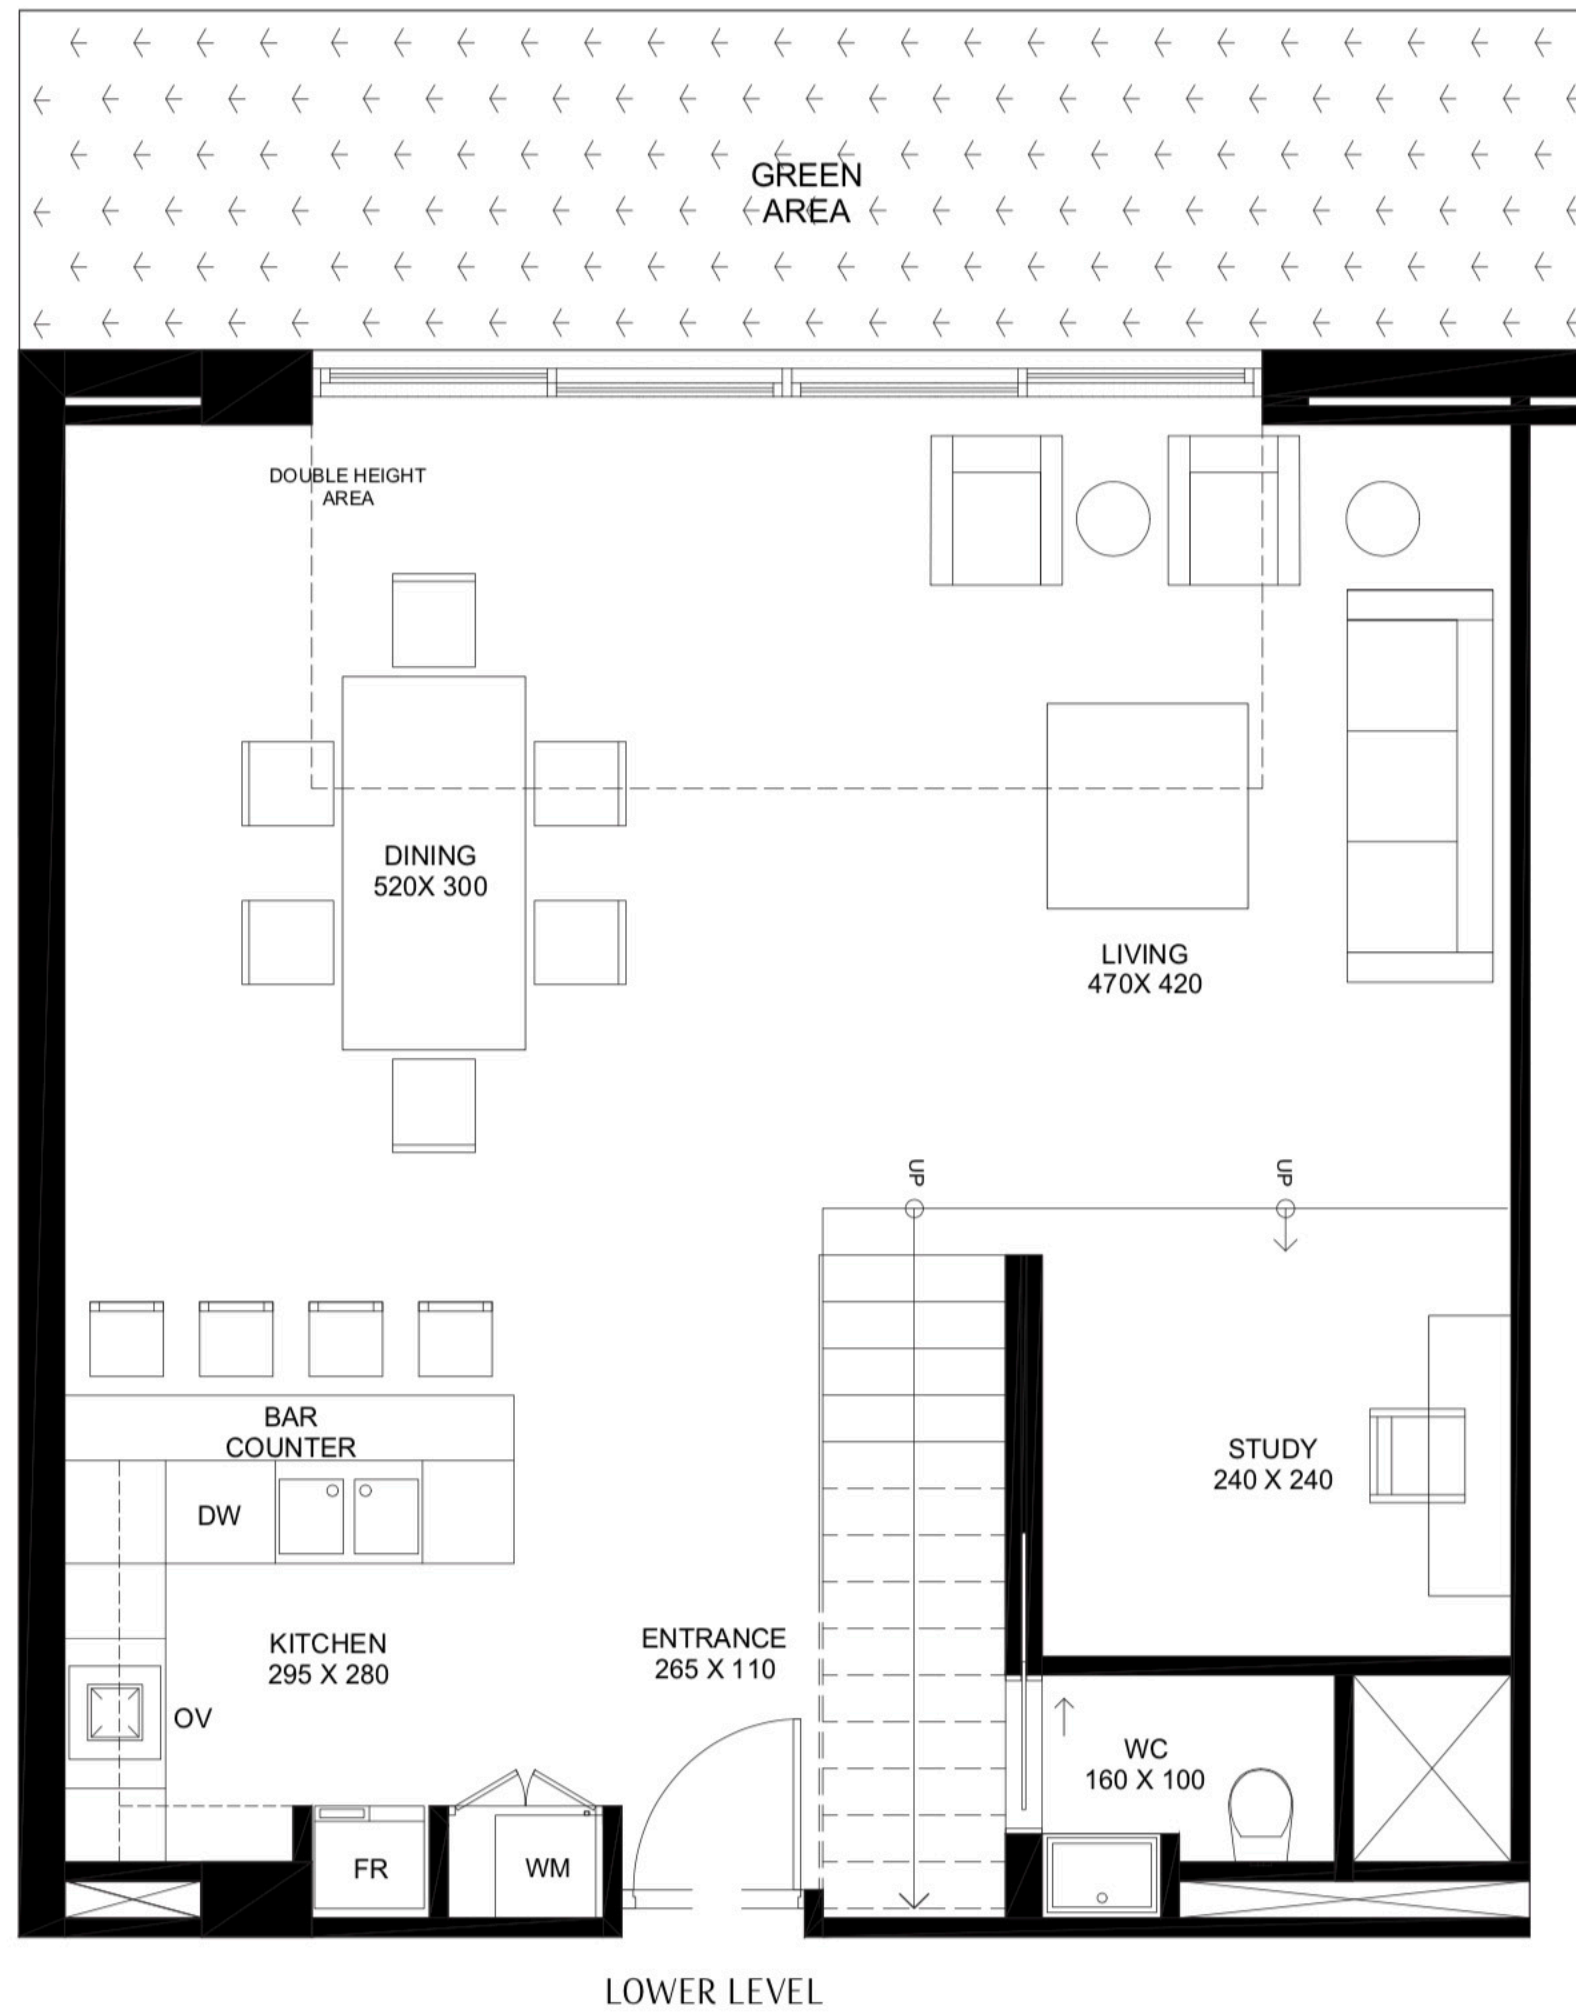 GREEN
AREA
DOUBLE HEIGHT
AREA
DINING
520X 300
LIVING
470X 420
UP
UP
BAR
COUNTER
DW
STUDY
240 X 240
KITCHEN
295 X 280
ENTRANCE
265 X 110
OV
WC
160 X 100
FR
WM
LOWER LEVEL